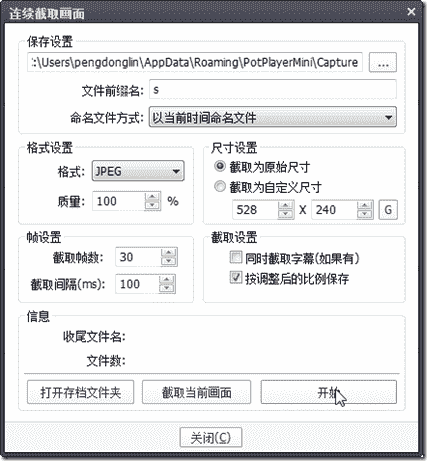 连续截取画面
保存设置
:\Users\pengdonglin\AppData\Roaming\PotPlayerMini\Capture ...
文件前缀名: s
命名文件方式: 以当前时间命名文件
格式设置
格式: JPEG
质量: 100 %
尺寸设置
截取为原始尺寸
截取为自定义尺寸
528 X 240 G
帧设置
截取帧数: 30
截取间隔(ms): 100
截取设置
同时截取字幕(如果有)
按调整后的比例保存
信息
收尾文件名:
文件数:
打开存档文件夹 截取当前画面 开始
关闭(C)